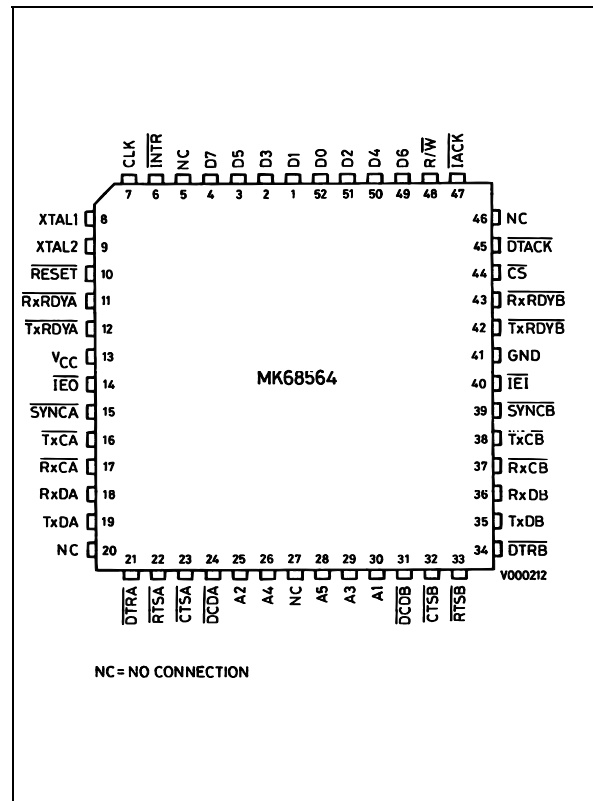 CLK INTR NC D7 D5 D3 D1 D0 D2 D4 D6 R/W IACK
7 6 5 4 3 2 1 52 51 50 49 48 47
XTAL1 8 46 NC
XTAL2 9 45 DTACK
RESET 10 44 CS
RxRDYA 11 43 RxRDYB
TxRDYA 12 42 TxRDYB
VCC 13 41 GND
MK68564
IEO 14 40 IEI
SYNCA 15 39 SYNCB
TxCA 16 38 TxCB
RxCA 17 37 RxCB
RxDA 18 36 RxDB
TxDA 19 35 TxDB
NC 20 34 DTRB
21 22 23 24 25 26 27 28 29 30 31 32 33
V000212
DTRA RTSA CTSA DCDA A2 A4 NC A5 A3 A1 DCDB CTSB RTSB
NC = NO CONNECTION